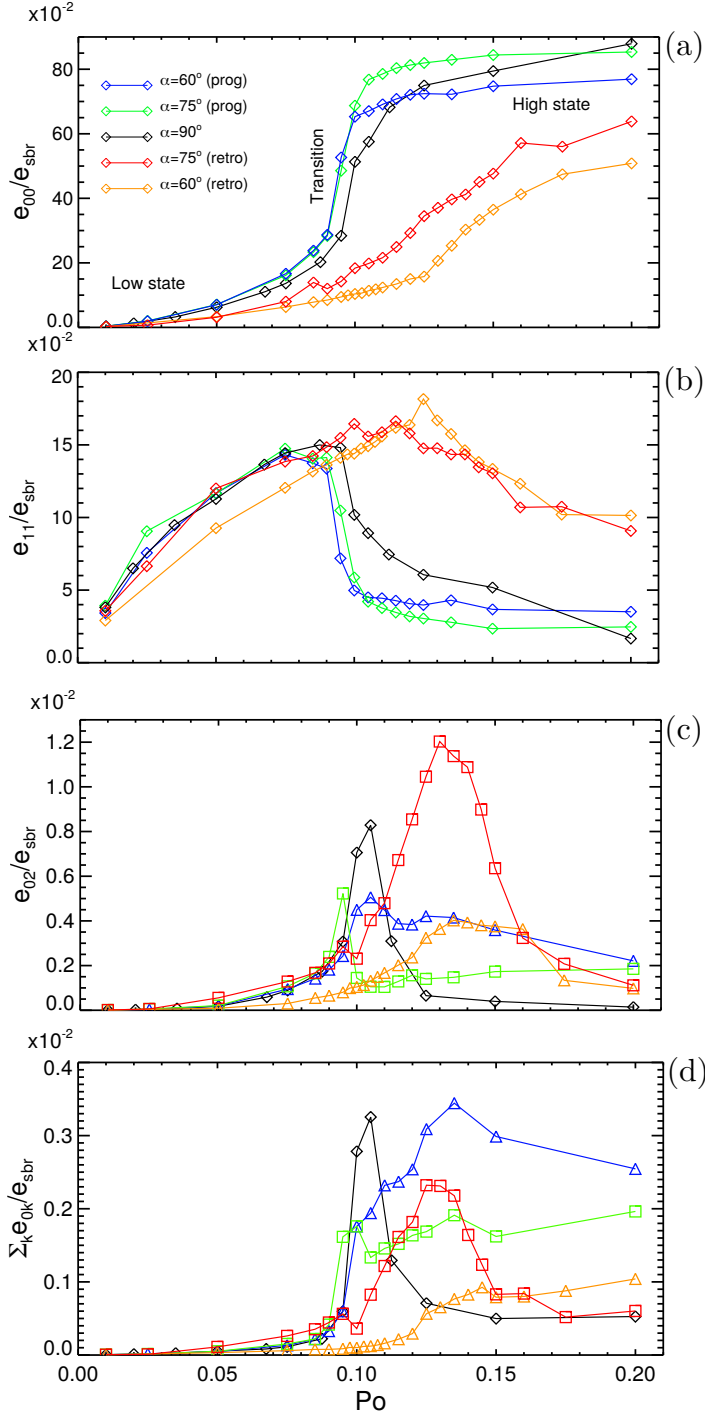 x10⁻²
(a)
80
60
40
20
0.0
e₀₀/e_sbr
α=60° (prog)
α=75° (prog)
α=90°
α=75° (retro)
α=60° (retro)
Low state
Transition
High state
x10⁻²
(b)
20
15
10
5
0.0
e₁₁/e_sbr
x10⁻²
(c)
1.2
1.0
0.8
0.6
0.4
0.2
0.0
e₀₂/e_sbr
x10⁻²
(d)
0.4
0.3
0.2
0.1
0.0
Σₖe₀ₖ/e_sbr
0.00 0.05 0.10 0.15 0.20
Po